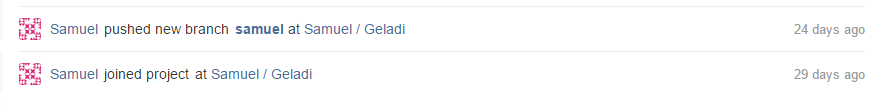 Samuel pushed new branch samuel at Samuel / Geladi 24 days ago
Samuel joined project at Samuel / Geladi 29 days ago